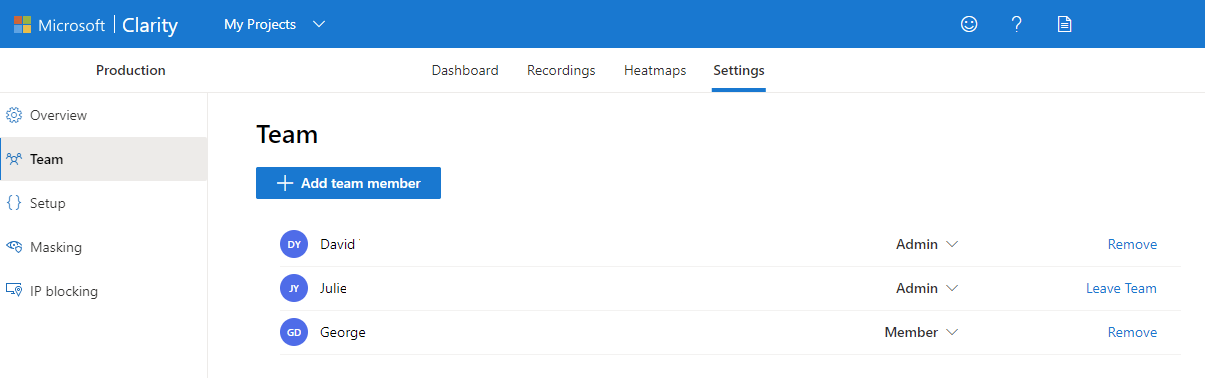 Microsoft | Clarity My Projects ?
Production Dashboard Recordings Heatmaps Settings
Overview
Team
Setup
Masking
IP blocking
Team
+ Add team member
DY David Admin Remove
JY Julie Admin Leave Team
GD George Member Remove